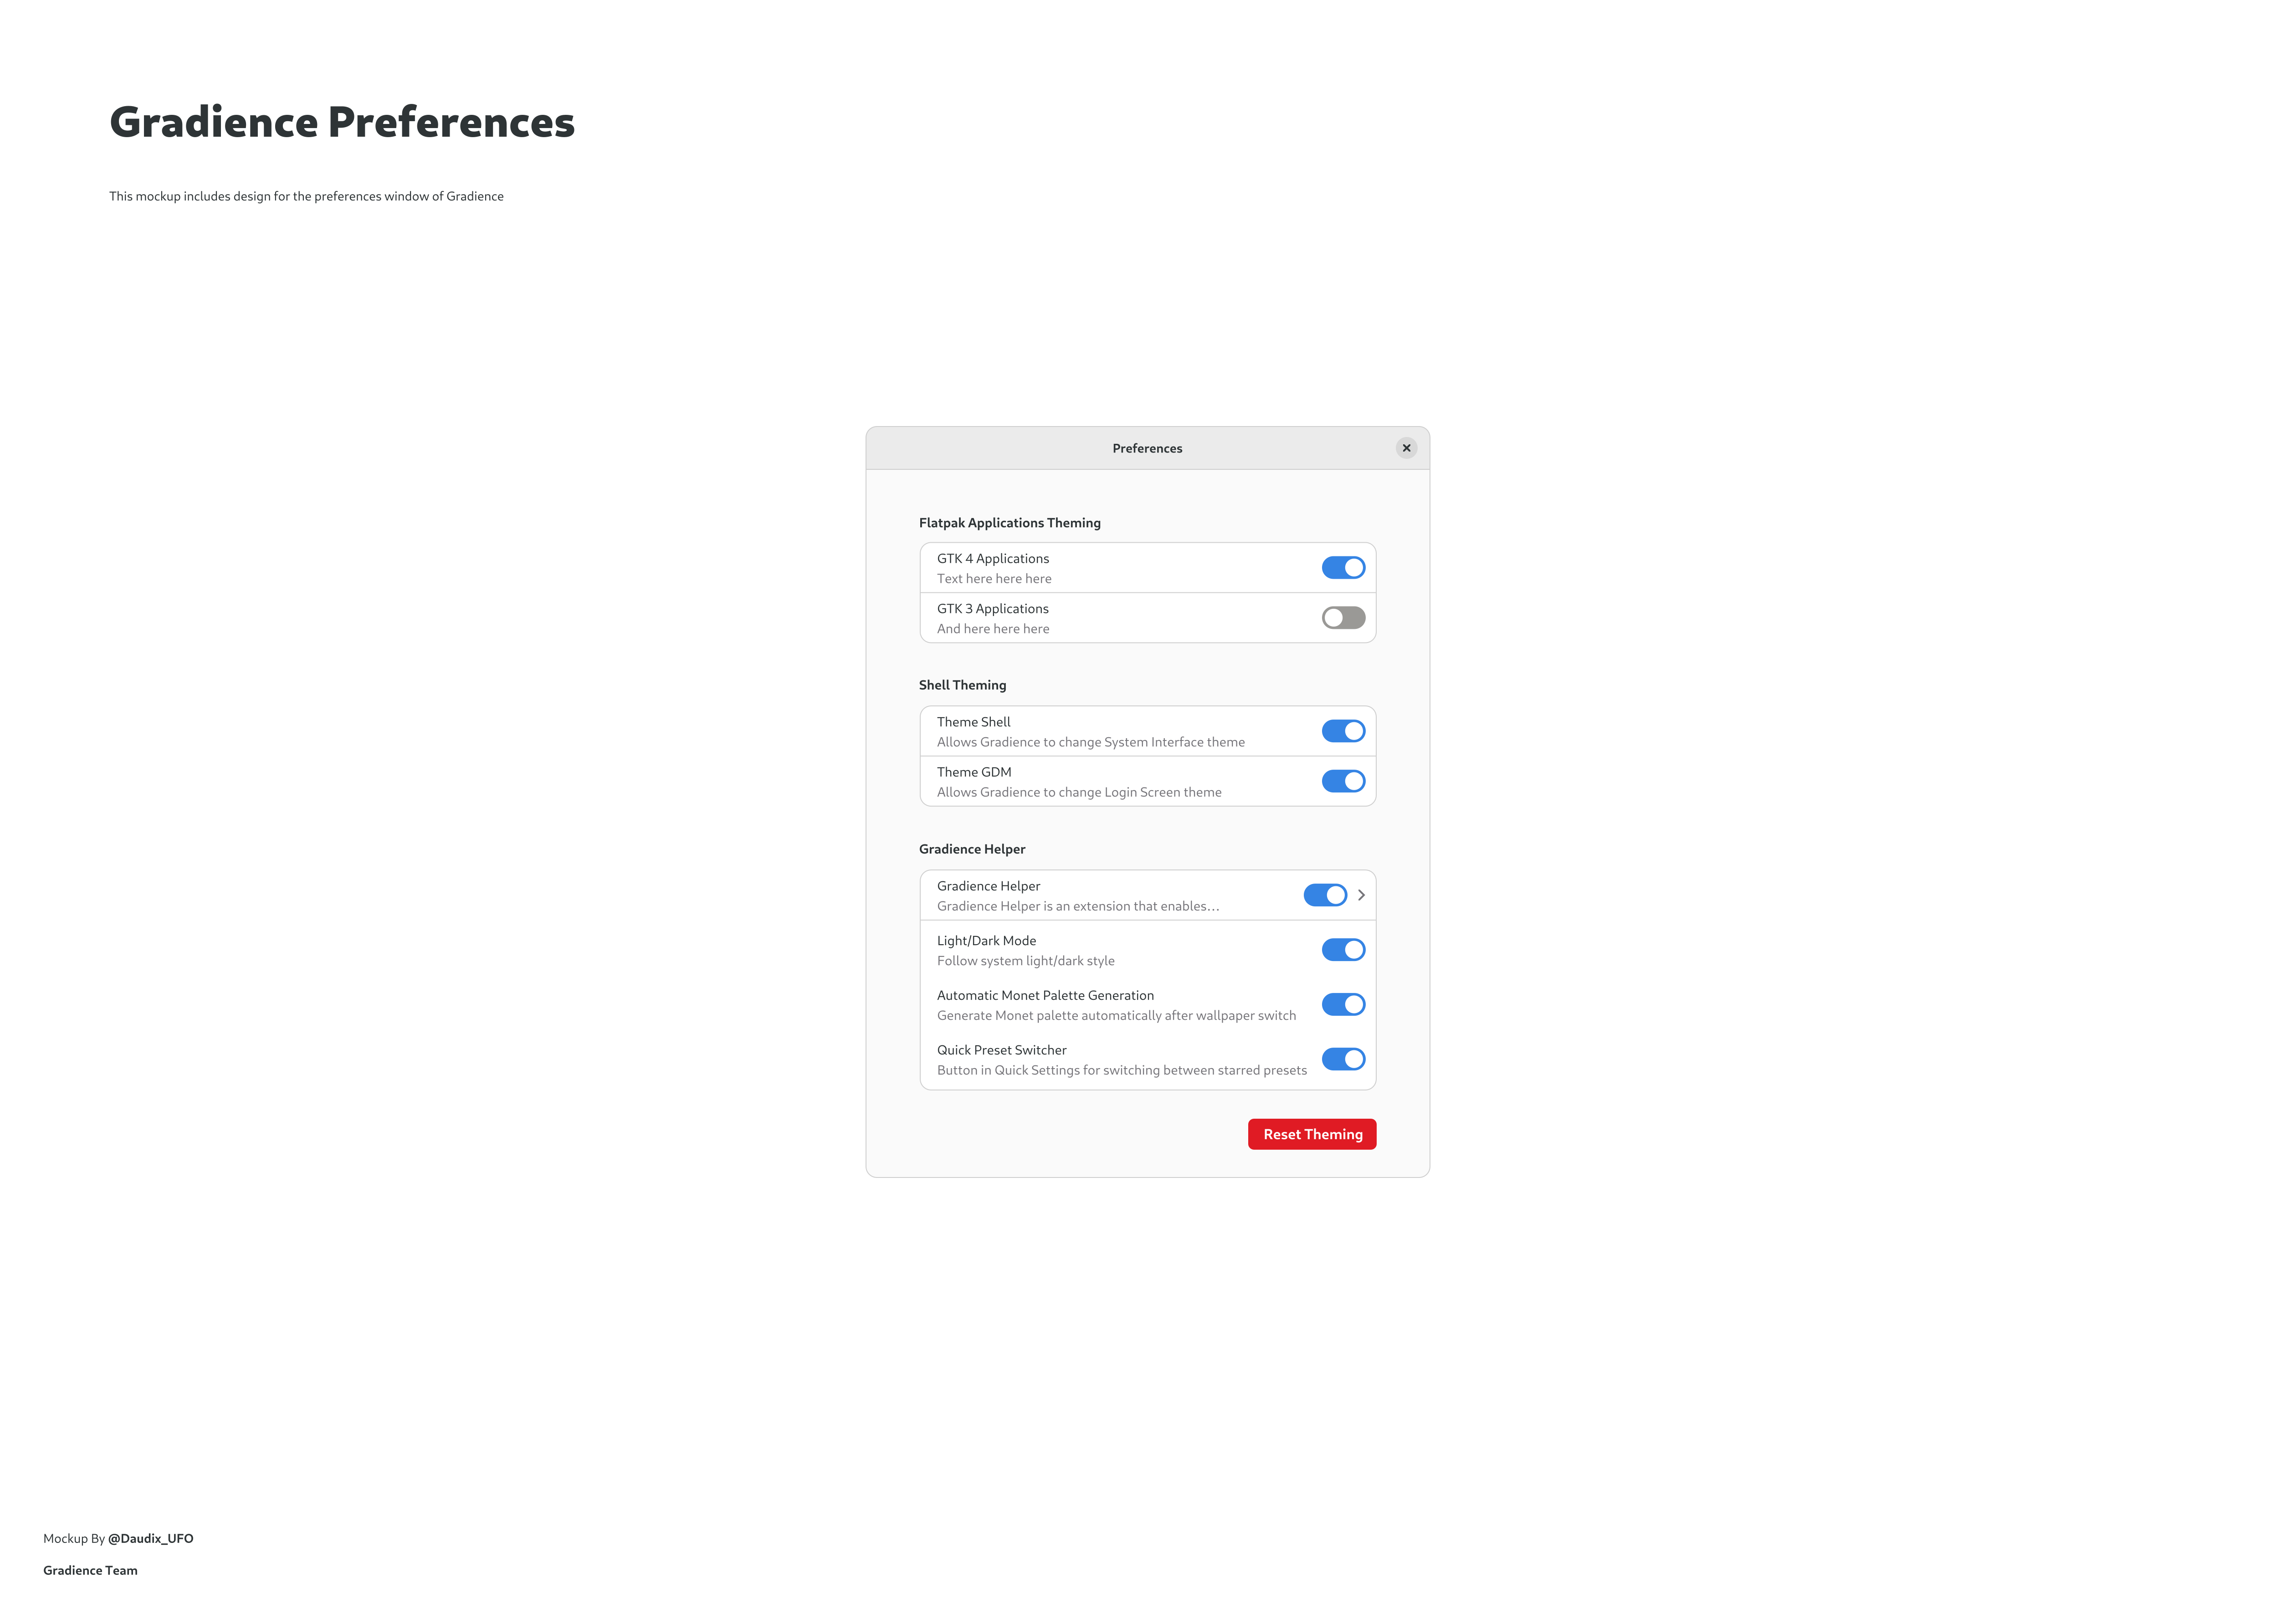 Gradience Preferences
This mockup includes design for the preferences window of Gradience
Preferences
Flatpak Applications Theming
GTK 4 Applications
Text here here here
GTK 3 Applications
And here here here
Shell Theming
Theme Shell
Allows Gradience to change System Interface theme
Theme GDM
Allows Gradience to change Login Screen theme
Gradience Helper
Gradience Helper
Gradience Helper is an extension that enables...
Light/Dark Mode
Follow system light/dark style
Automatic Monet Palette Generation
Generate Monet palette automatically after wallpaper switch
Quick Preset Switcher
Button in Quick Settings for switching between starred presets
Reset Theming
Mockup By @Daudix_UFO
Gradience Team